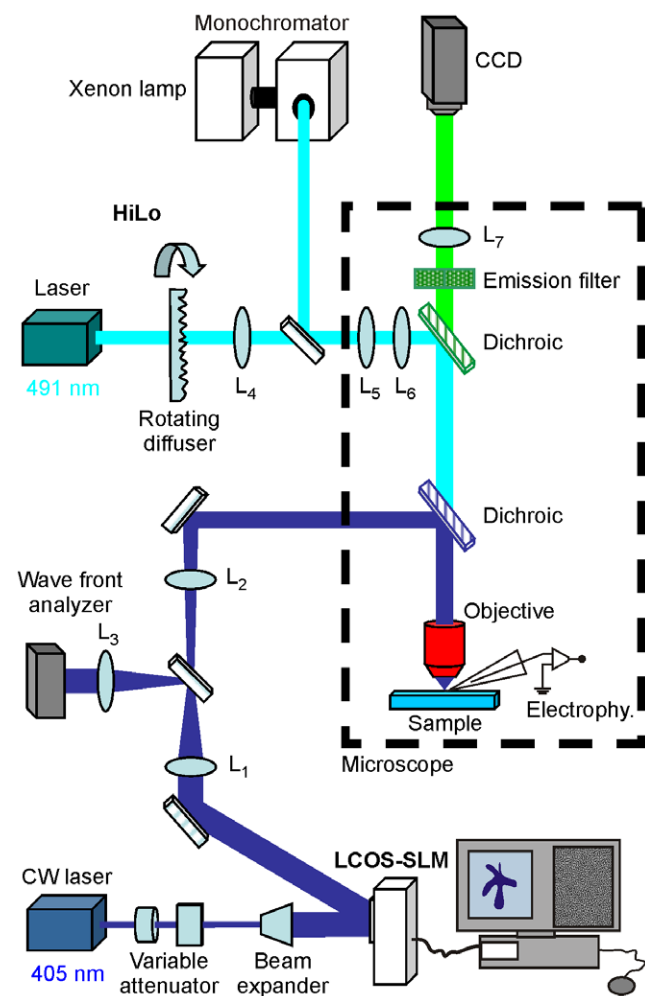 Monochromator
Xenon lamp
CCD
HiLo
L7
Emission filter
Laser
Dichroic
491 nm
L4
L5
L6
Rotating
diffuser
Dichroic
Wave front
analyzer
L2
L3
Objective
Electrophy.
Sample
L1
Microscope
LCOS-SLM
CW laser
405 nm
Variable
attenuator
Beam
expander